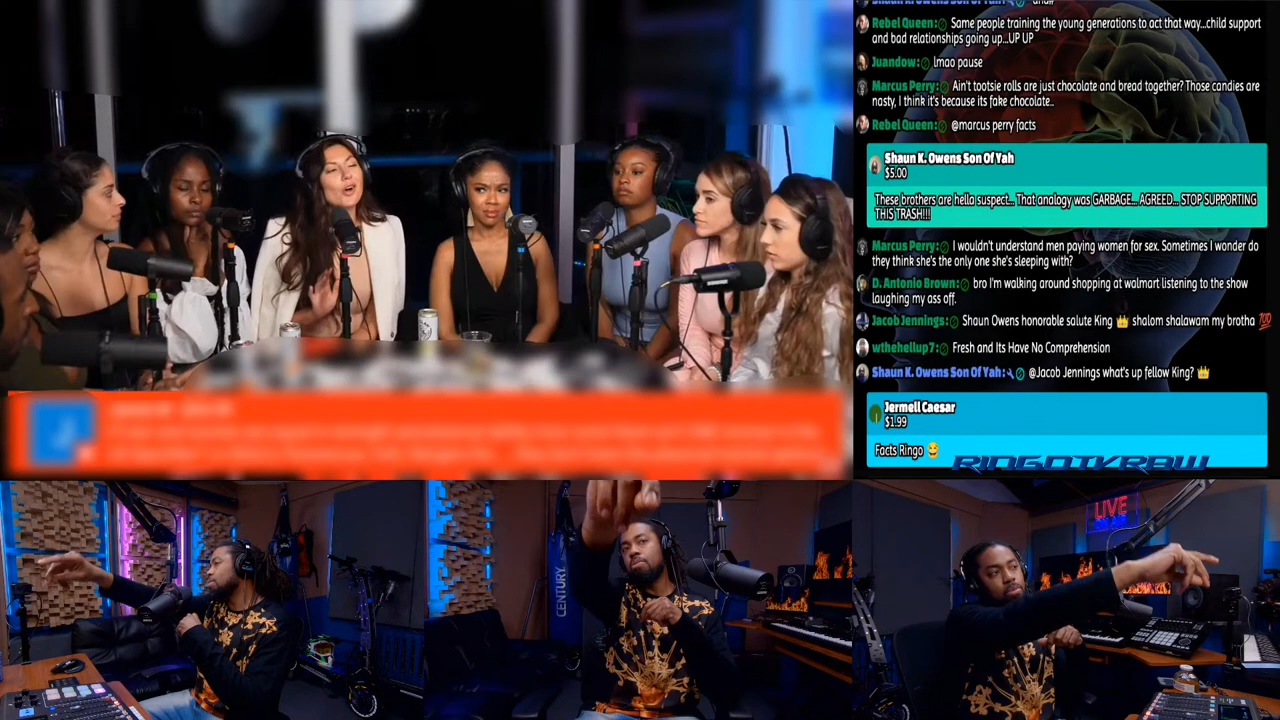 Shaun K. Owens Son Of Yah:
Rebel Queen: Same people training the young generations to act that way...child support
and bad relationships going up...UP UP
Juandow: lmao pause
Marcus Perry: Ain't tootsie rolls are just chocolate and bread together? Those candies are
nasty, I think it's because its fake chocolate..
Rebel Queen: @marcus perry facts
Shaun K. Owens Son Of Yah
$5.00
These brothers are hella suspect... That analogy was GARBAGE... AGREED... STOP SUPPORTING
THIS TRASH!!!
Marcus Perry: I wouldn't understand men paying women for sex. Sometimes I wonder do
they think she's the only one she's sleeping with?
D. Antonio Brown: bro I'm walking around shopping at walmart listening to the show
laughing my ass off.
Jacob Jennings: Shaun Owens honorable salute King 👑 shalom shalawam my brotha 💯
wthehellup7: Fresh and Its Have No Comprehension
Shaun K. Owens Son Of Yah: @Jacob Jennings what's up fellow King? 👑
Jermell Caesar
$1.99
Facts Ringo 😂
RINGOTVRAW
CENTURY
LIVE
ON AIR